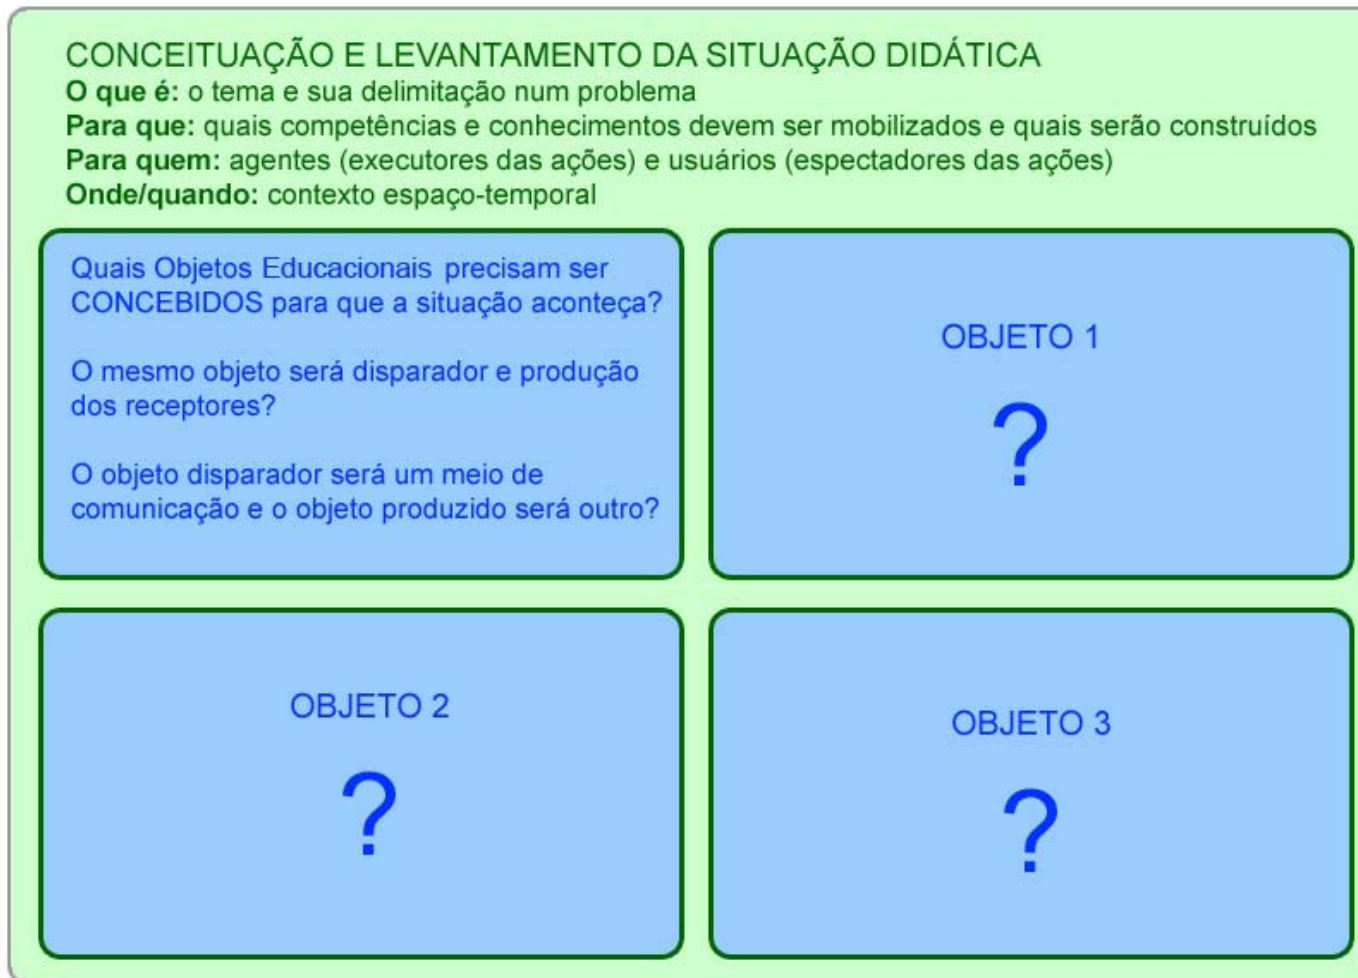 CONCEITUAÇÃO E LEVANTAMENTO DA SITUAÇÃO DIDÁTICA
O que é: o tema e sua delimitação num problema
Para que: quais competências e conhecimentos devem ser mobilizados e quais serão construídos
Para quem: agentes (executores das ações) e usuários (espectadores das ações)
Onde/quando: contexto espaço-temporal
Quais Objetos Educacionais precisam ser
CONCEBIDOS para que a situação aconteça?
O mesmo objeto será disparador e produção
dos receptores?
O objeto disparador será um meio de
comunicação e o objeto produzido será outro?
OBJETO 1
?
OBJETO 2
?
OBJETO 3
?